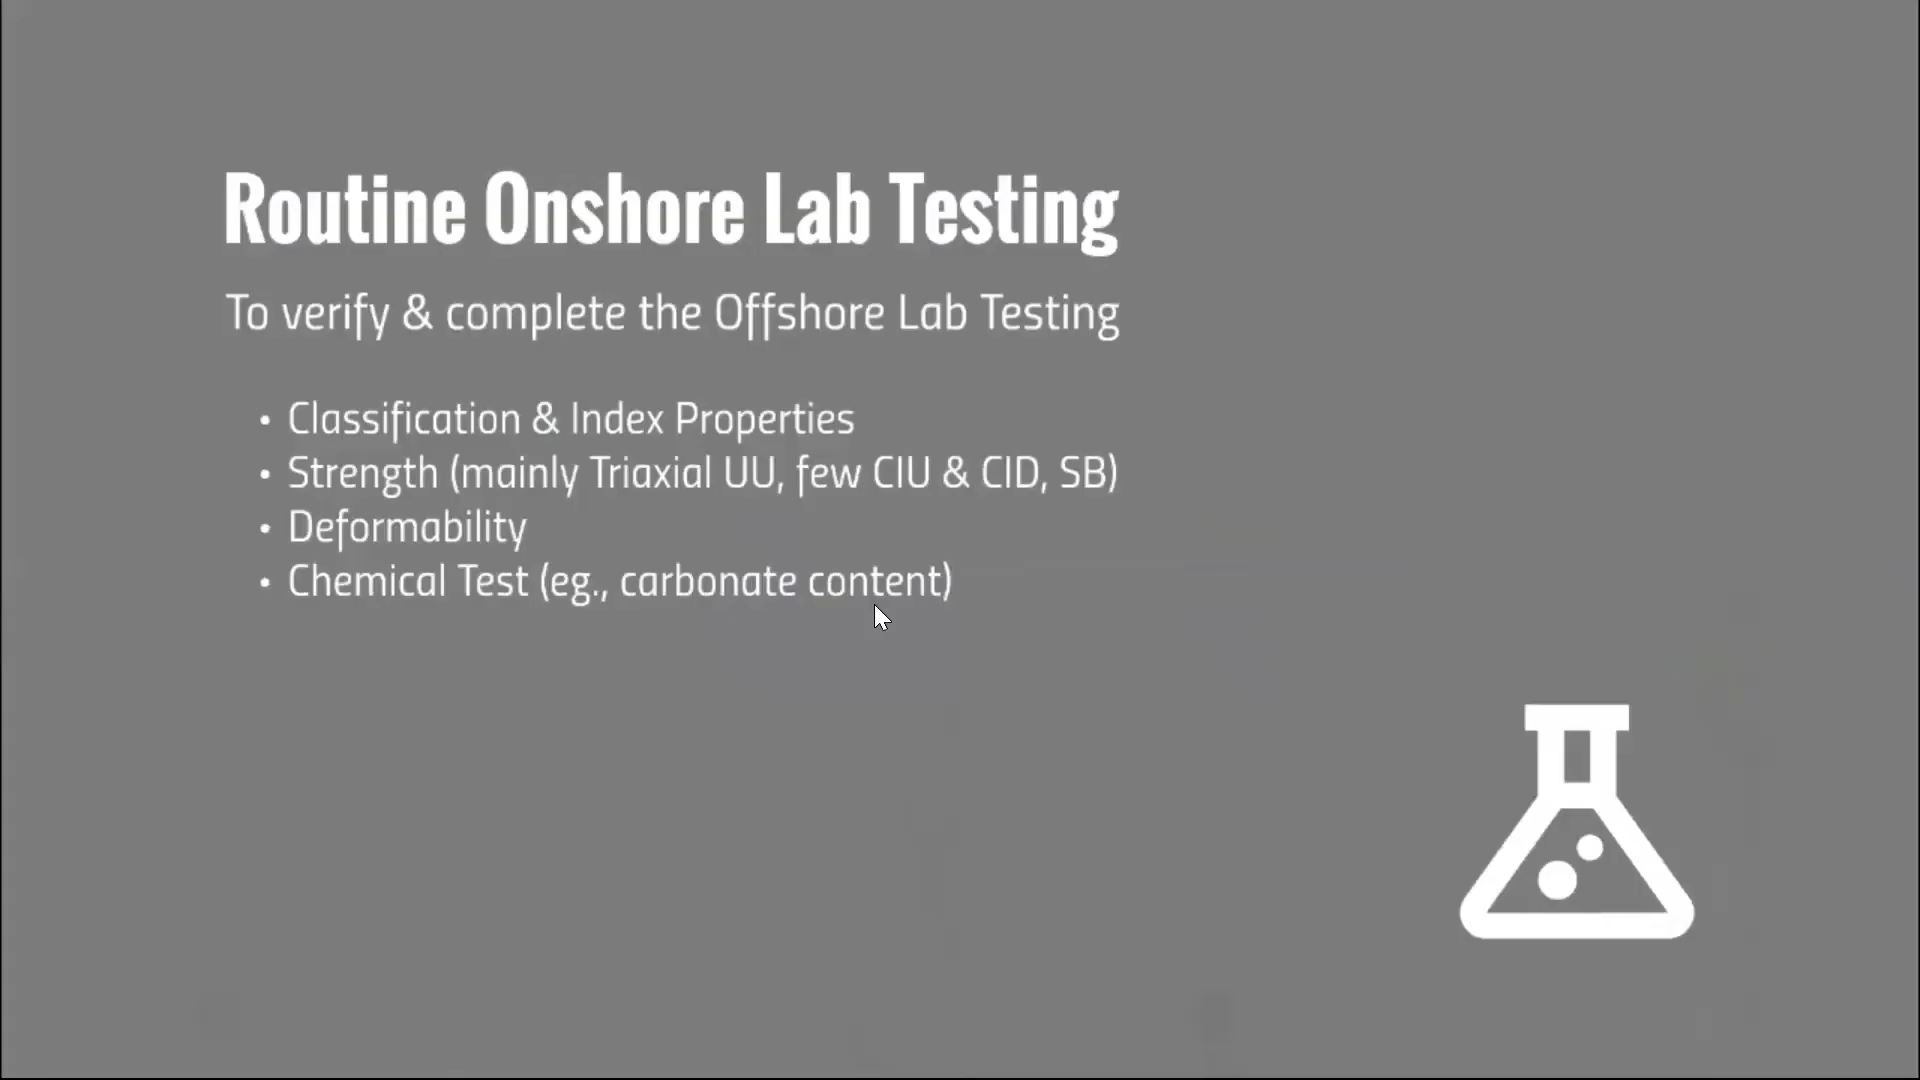 Routine Onshore Lab Testing
To verify & complete the Offshore Lab Testing
• Classification & Index Properties
• Strength (mainly Triaxial UU, few CIU & CID, SB)
• Deformability
• Chemical Test (eg., carbonate content)